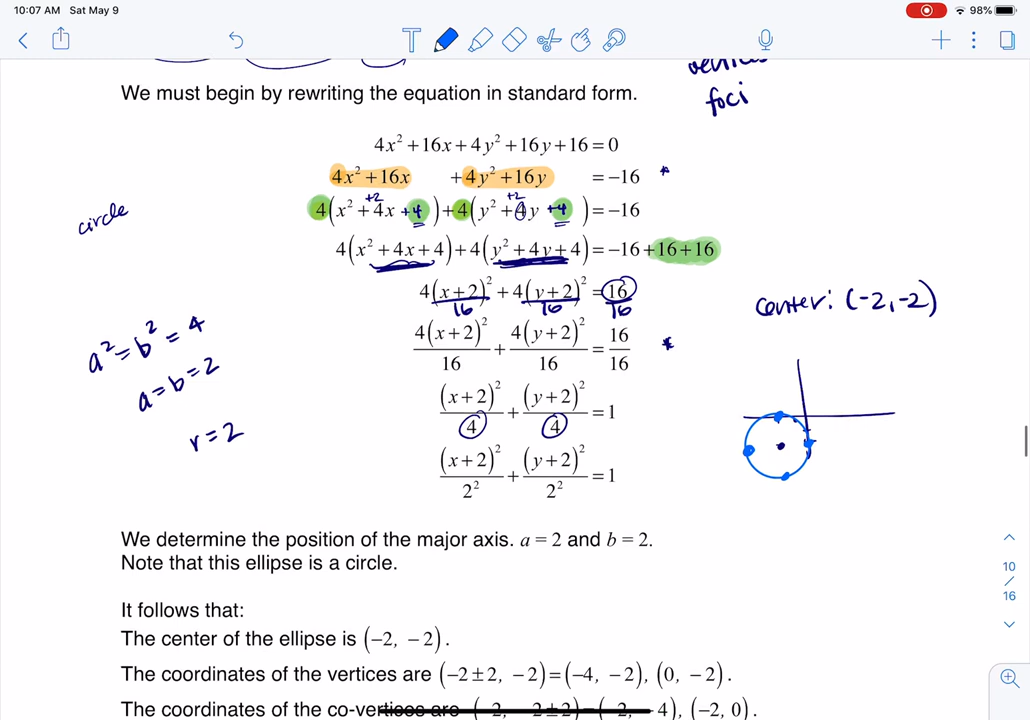 10:07 AM Sat May 9 98%
T
foci
We must begin by rewriting the equation in standard form.
4x² + 16x + 4y² + 16y + 16 = 0
4x² + 16x + 4y² + 16y = −16 *
+2 +2
circle
4(x² + 4x + 4) + 4(y² + 4y + 4) = −16
4(x² + 4x + 4) + 4(y² + 4y + 4) = −16 + 16 + 16
4(x + 2)² + 4(y + 2)² = 16
16 16 16
center: (-2, -2)
4(x + 2)²/16 + 4(y + 2)²/16 = 16/16 *
a² = b² = 4
a = b = 2
(x + 2)²/4 + (y + 2)²/4 = 1
r = 2
(x + 2)²/2² + (y + 2)²/2² = 1
We determine the position of the major axis. a = 2 and b = 2.
Note that this ellipse is a circle.
10
/
16
It follows that:
The center of the ellipse is (−2, −2).
The coordinates of the vertices are (−2 ± 2, −2) = (−4, −2), (0, −2).
The coordinates of the co-vertices are 4), (−2, 0).